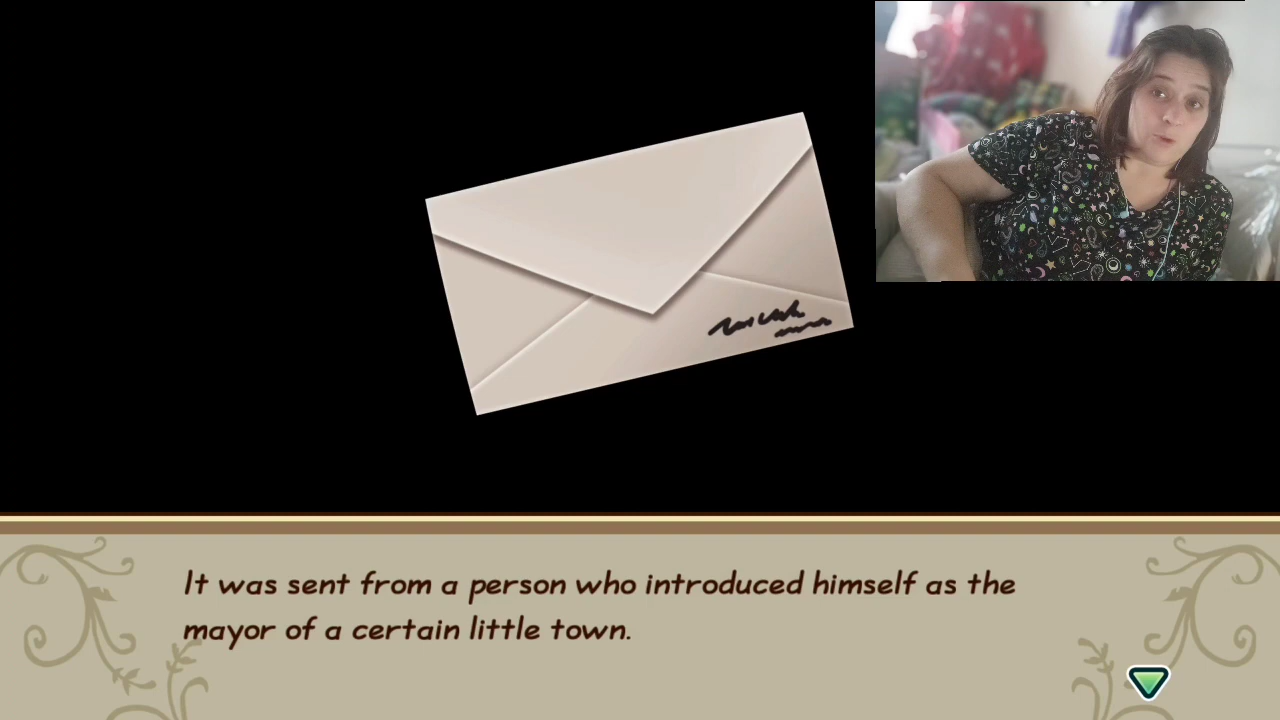 It was sent from a person who introduced himself as the
mayor of a certain little town.